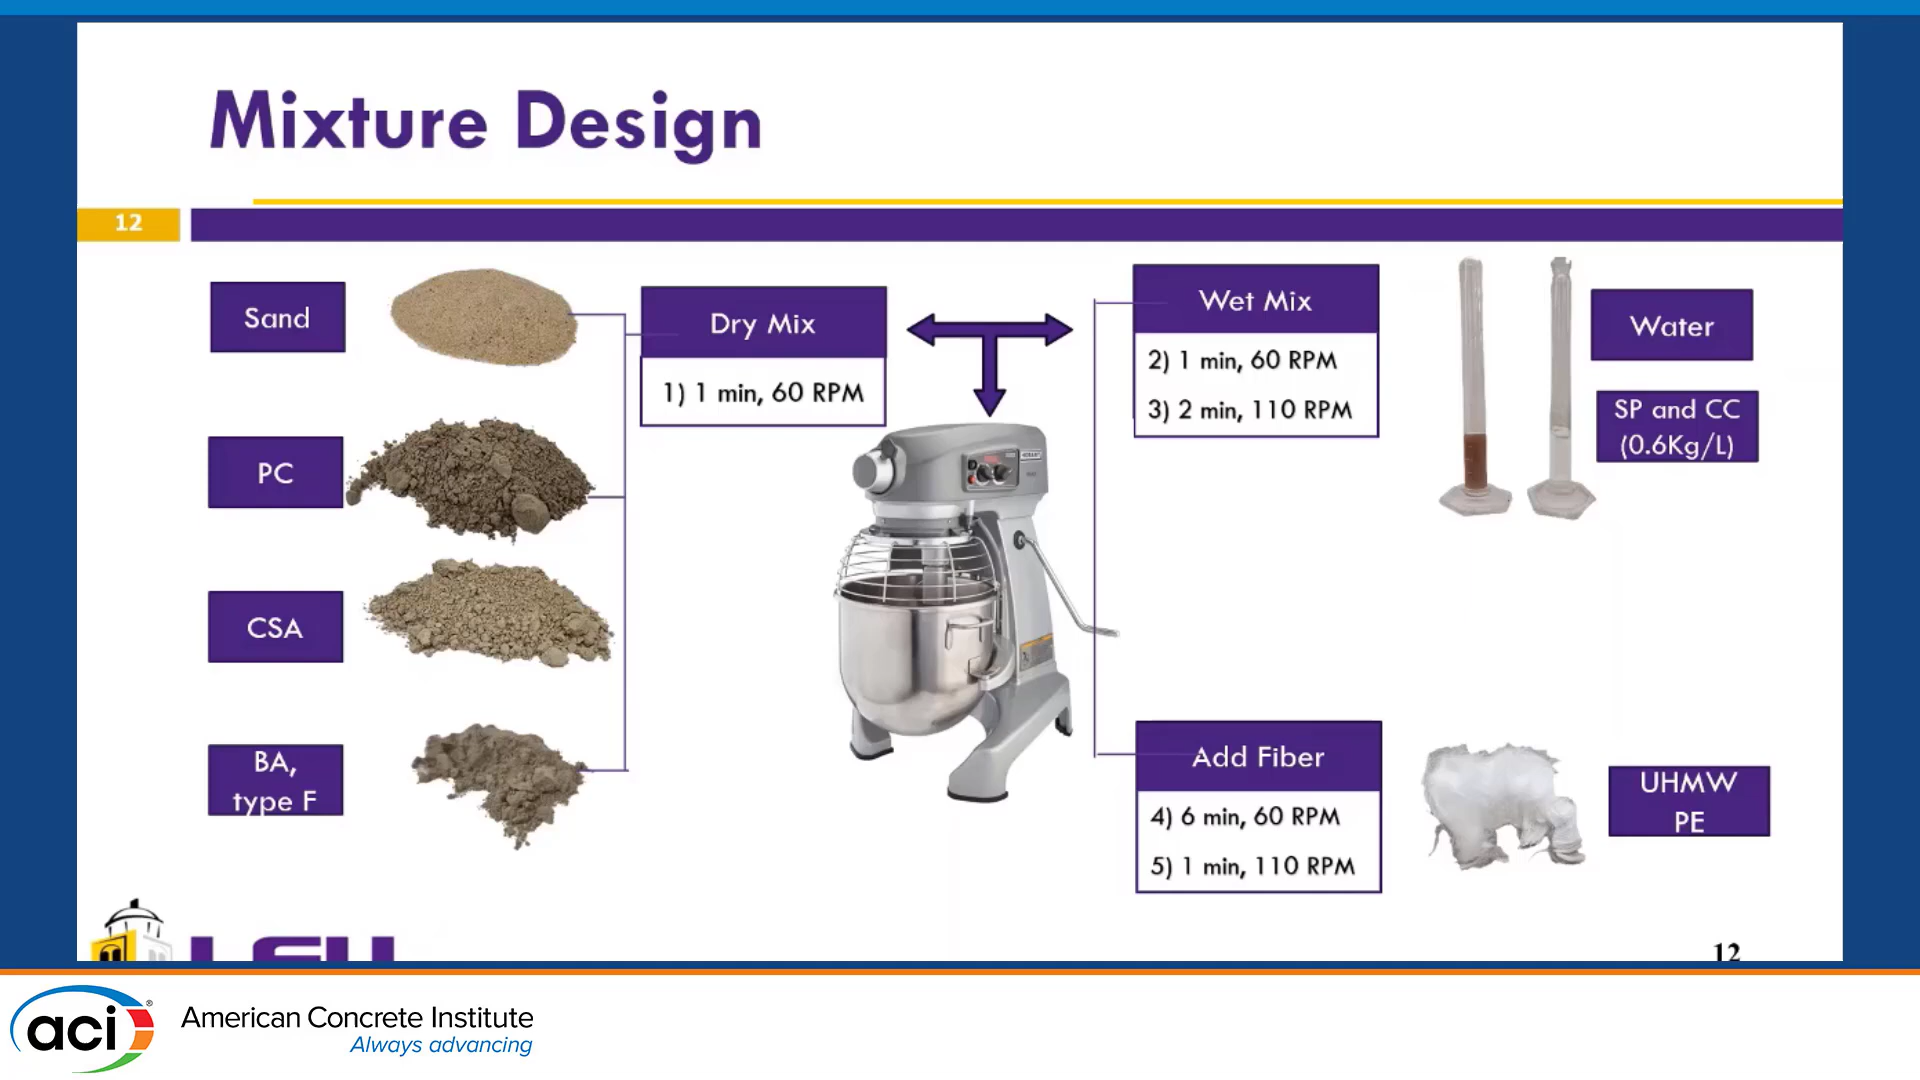 Mixture Design
12
Sand
PC
CSA
BA,
type F
Dry Mix
1) 1 min, 60 RPM
Wet Mix
2) 1 min, 60 RPM
3) 2 min, 110 RPM
Water
SP and CC
(0.6Kg/L)
Add Fiber
4) 6 min, 60 RPM
5) 1 min, 110 RPM
UHMW
PE
LSU
12
aci®
American Concrete Institute
Always advancing